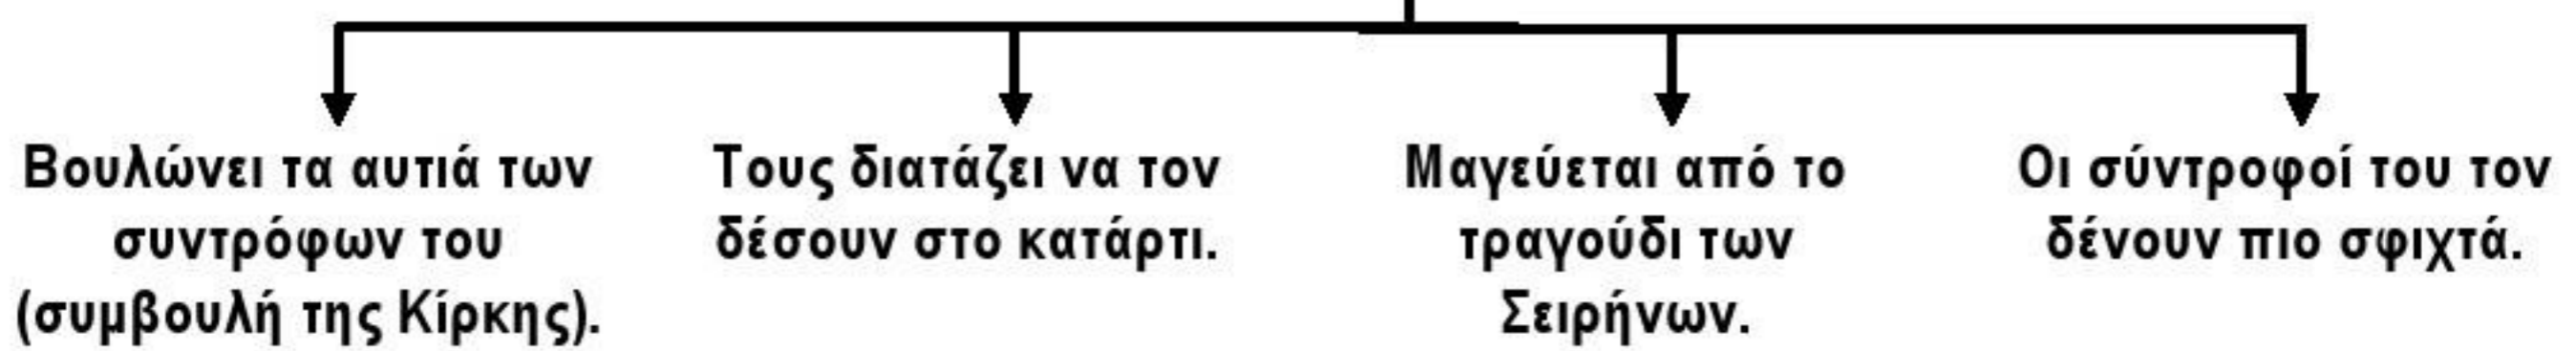 Βουλώνει τα αυτιά των
συντρόφων του
(συμβουλή της Κίρκης).
Τους διατάζει να τον
δέσουν στο κατάρτι.
Μαγεύεται από το
τραγούδι των
Σειρήνων.
Οι σύντροφοί του τον
δένουν πιο σφιχτά.